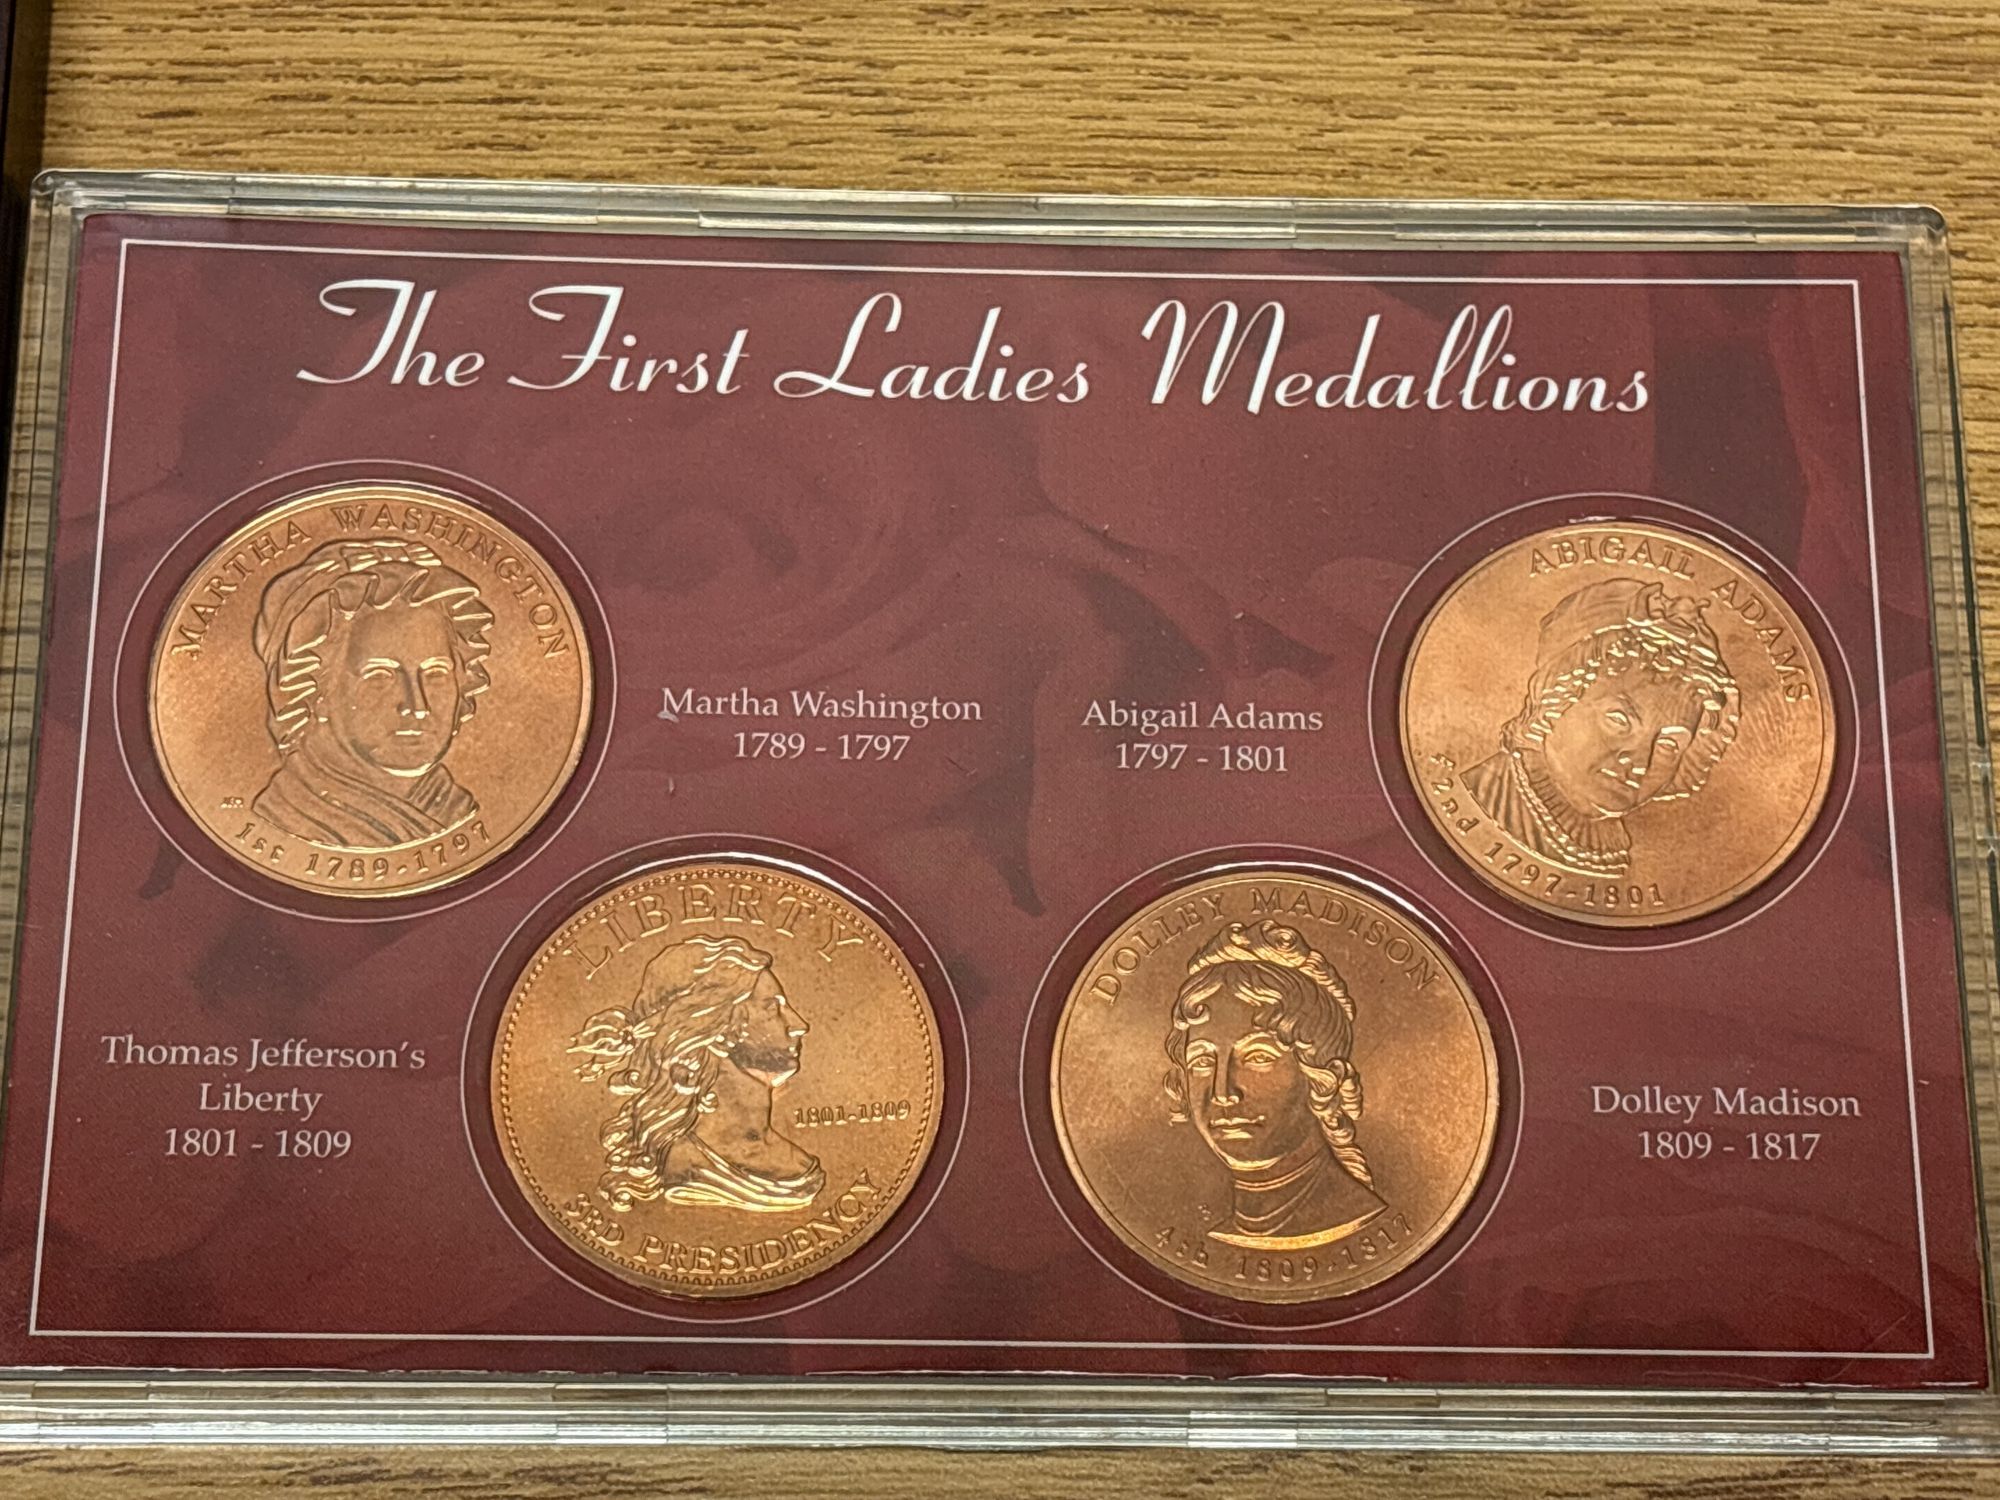 The First Ladies Medallions
MARTHA WASHINGTON
1st 1789-1797
Martha Washington
1789 - 1797
Abigail Adams
1797 - 1801
ABIGAIL ADAMS
2nd 1797-1801
Thomas Jefferson's
Liberty
1801 - 1809
LIBERTY
1801-1809
3RD PRESIDENCY
DOLLEY MADISON
4th 1809-1817
Dolley Madison
1809 - 1817